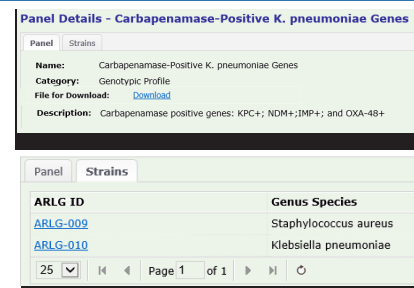 Panel Details - Carbapenamase-Positive K. pneumoniae Genes
Panel Strains
Name: Carbapenamase-Positive K. pneumoniae Genes
Category: Genotypic Profile
File for Download: Download
Description: Carbapenamase positive genes: KPC+; NDM+;IMP+; and OXA-48+
Panel Strains
ARLG ID Genus Species
ARLG-009 Staphylococcus aureus
ARLG-010 Klebsiella pneumoniae
25 Page 1 of 1